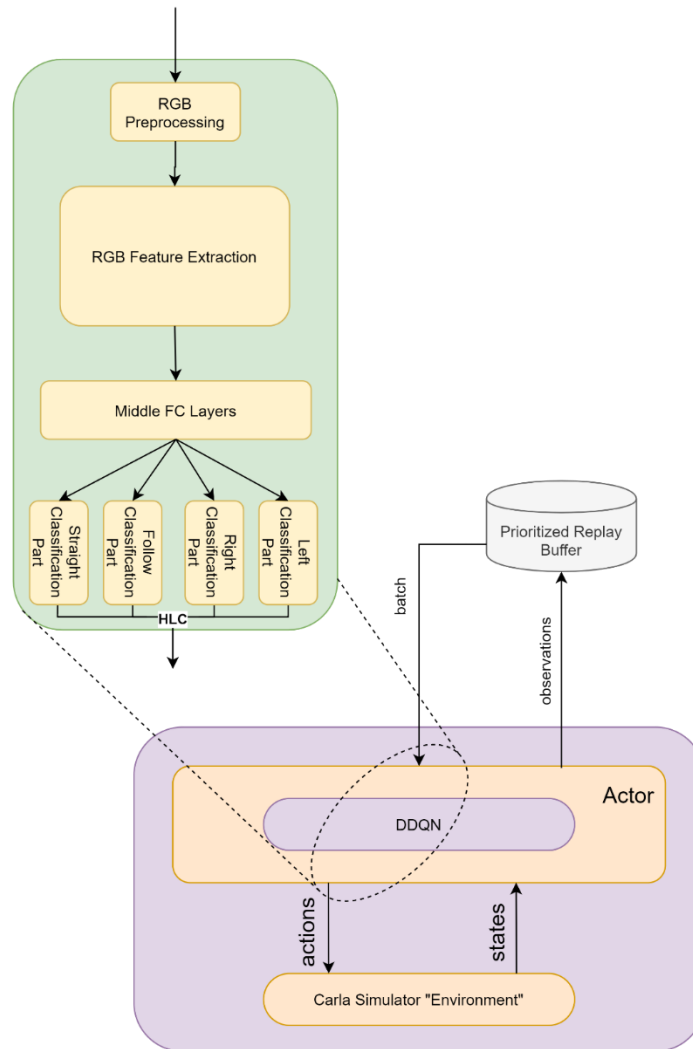 RGB
Preprocessing
RGB Feature Extraction
Middle FC Layers
Straight
Classification
Part
Follow
Classification
Part
Right
Classification
Part
Left
Classification
Part
HLC
Prioritized Replay
Buffer
batch
observations
Actor
DDQN
actions
states
Carla Simulator "Environment"